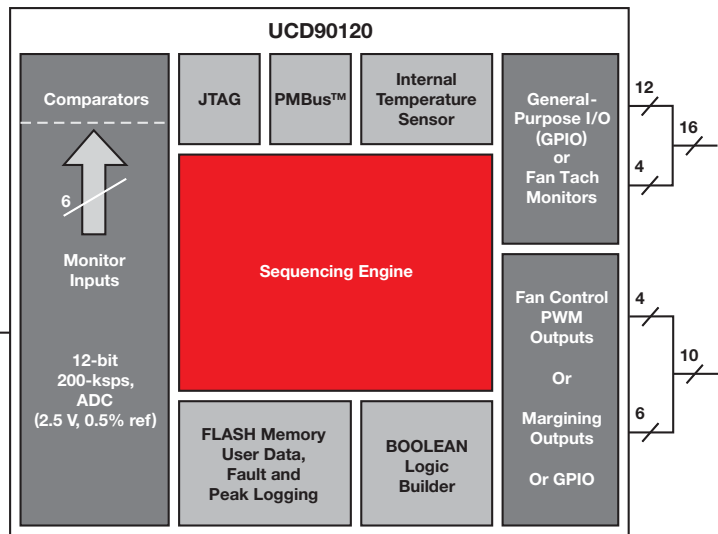 UCD90120
Comparators
6
Monitor
Inputs
12-bit
200-ksps,
ADC
(2.5 V, 0.5% ref)
JTAG
PMBus™
Internal
Temperature
Sensor
Sequencing Engine
FLASH Memory
User Data,
Fault and
Peak Logging
BOOLEAN
Logic
Builder
General-
Purpose I/O
(GPIO)
or
Fan Tach
Monitors
12
4
16
Fan Control
PWM
Outputs
Or
Margining
Outputs
Or GPIO
4
6
10